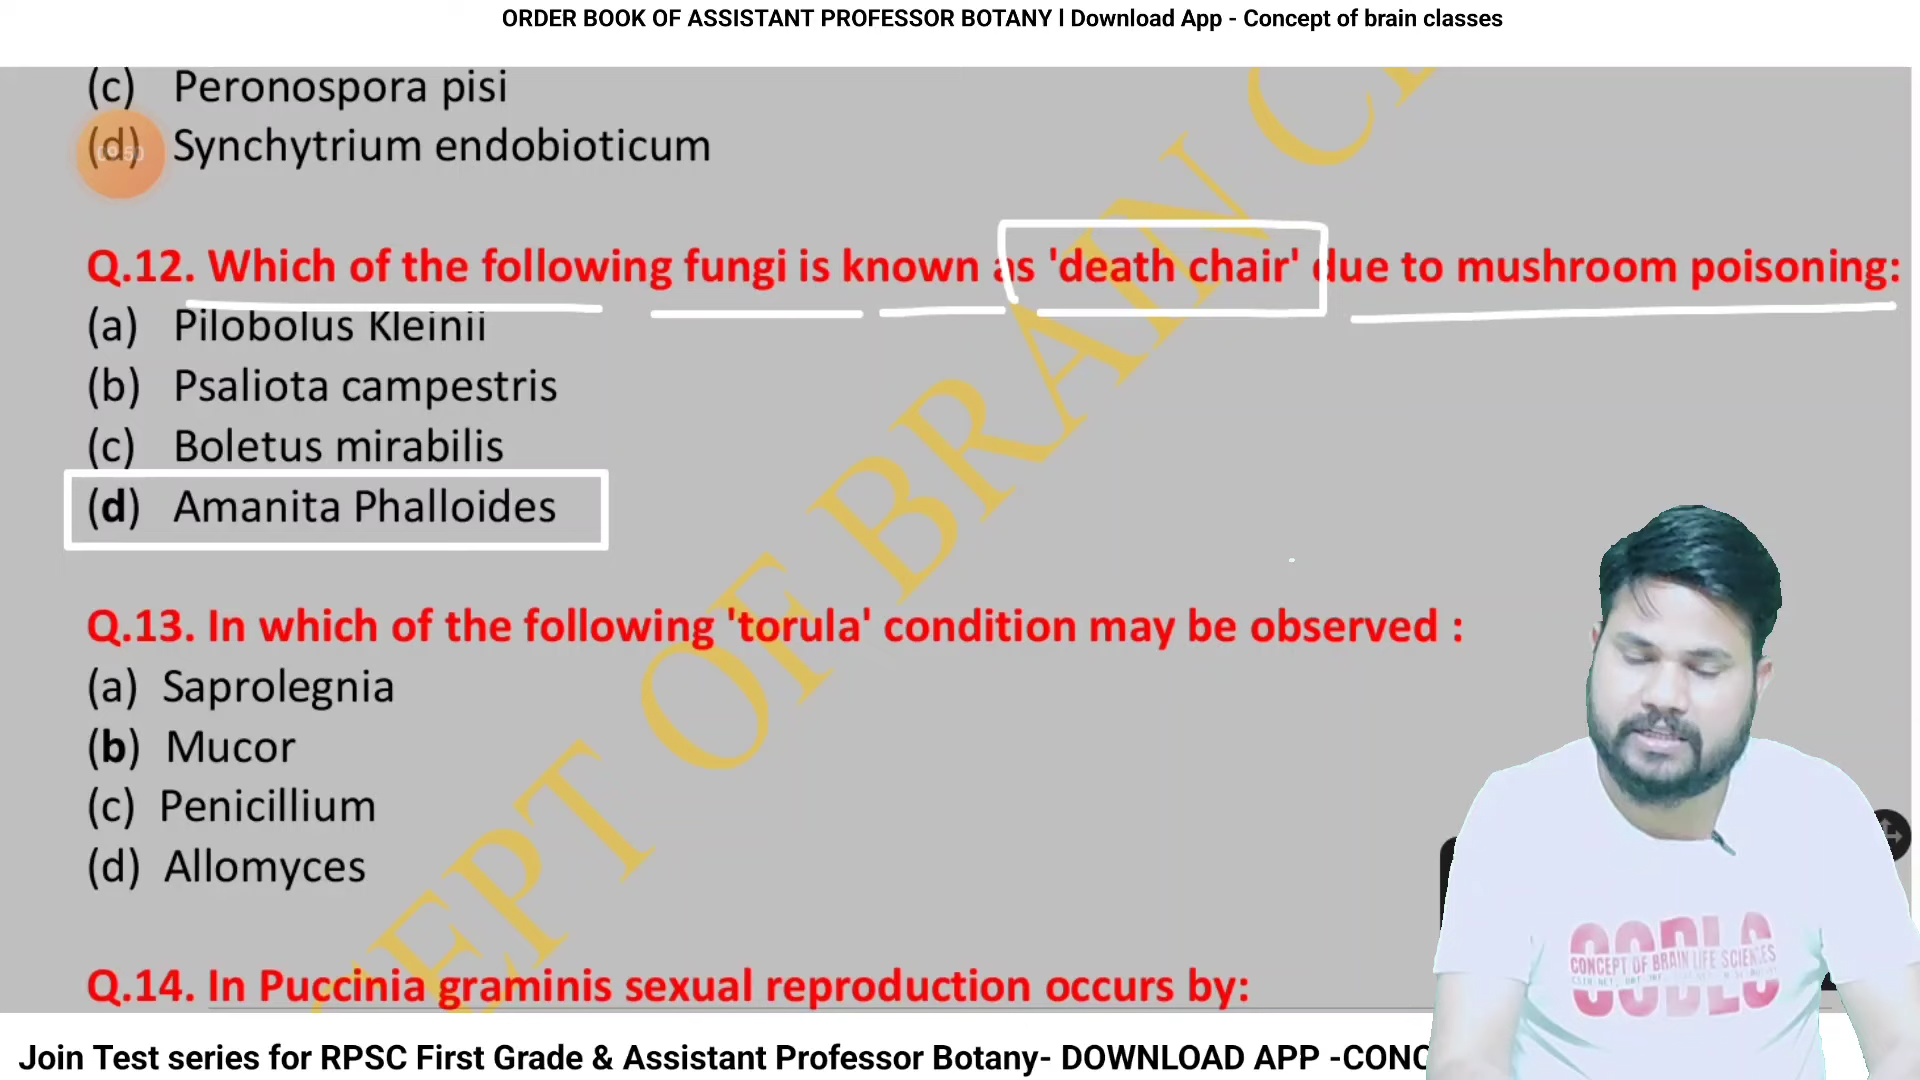 ORDER BOOK OF ASSISTANT PROFESSOR BOTANY l Download App - Concept of brain classes
(c) Peronospora pisi
(d) Synchytrium endobioticum
Q.12. Which of the following fungi is known as 'death chair' due to mushroom poisoning:
(a) Pilobolus Kleinii
(b) Psaliota campestris
(c) Boletus mirabilis
(d) Amanita Phalloides
Q.13. In which of the following 'torula' condition may be observed :
(a) Saprolegnia
(b) Mucor
(c) Penicillium
(d) Allomyces
Q.14. In Puccinia graminis sexual reproduction occurs by:
CEPT OF BRAIN CL
CONCEPT OF BRAIN LIFE SCIENCES
Join Test series for RPSC First Grade & Assistant Professor Botany- DOWNLOAD APP -CONC